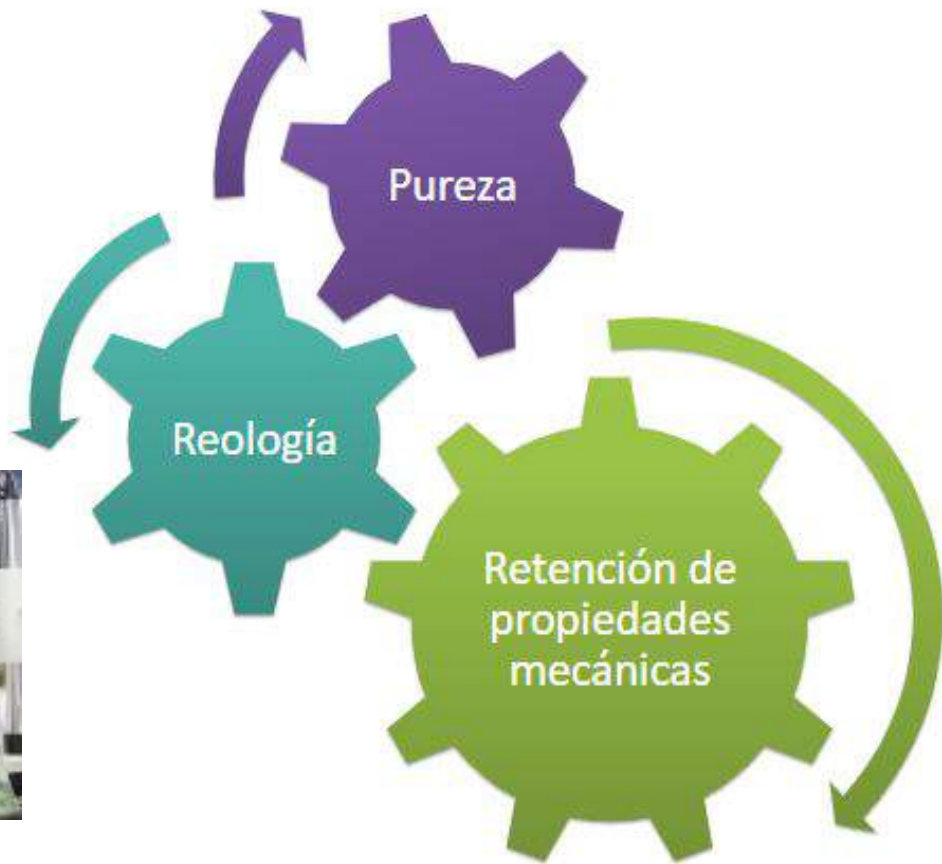 Pureza
Reología
Retención de
propiedades
mecánicas